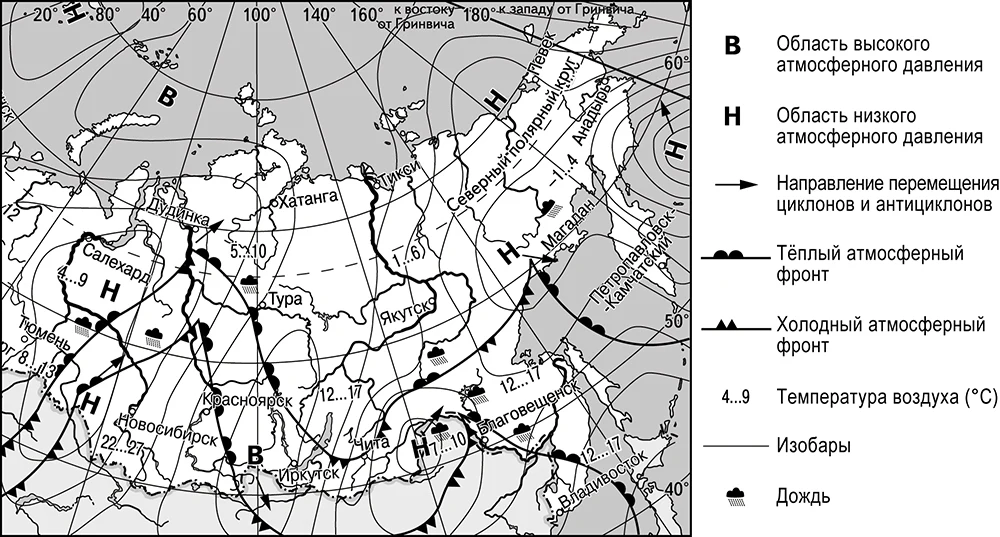 20° 40° 60° 80° 100° 120° 140° 160° 180°
к востоку
от Гринвича
к западу от Гринвича
Н
В
Н
Певек
60°
Северный полярный круг
Анадырь
Н
Тикси
Хатанга
Дудинка
-1...4
Магадан
Н
Петропавловск-
-Камчатский
Салехард
4...9
Н
5...10
1...6
Тура
Якутск
50°
Тюмень
8...13
Н
Красноярск
12...17
12...17
Благовещенск
Новосибирск
22...27
В
Чита
Н
7...10
12...17
Иркутск
Владивосток
40°
В Область высокого
атмосферного давления
Н Область низкого
атмосферного давления
Направление перемещения
циклонов и антициклонов
Тёплый атмосферный
фронт
Холодный атмосферный
фронт
4...9 Температура воздуха (°C)
Изобары
Дождь